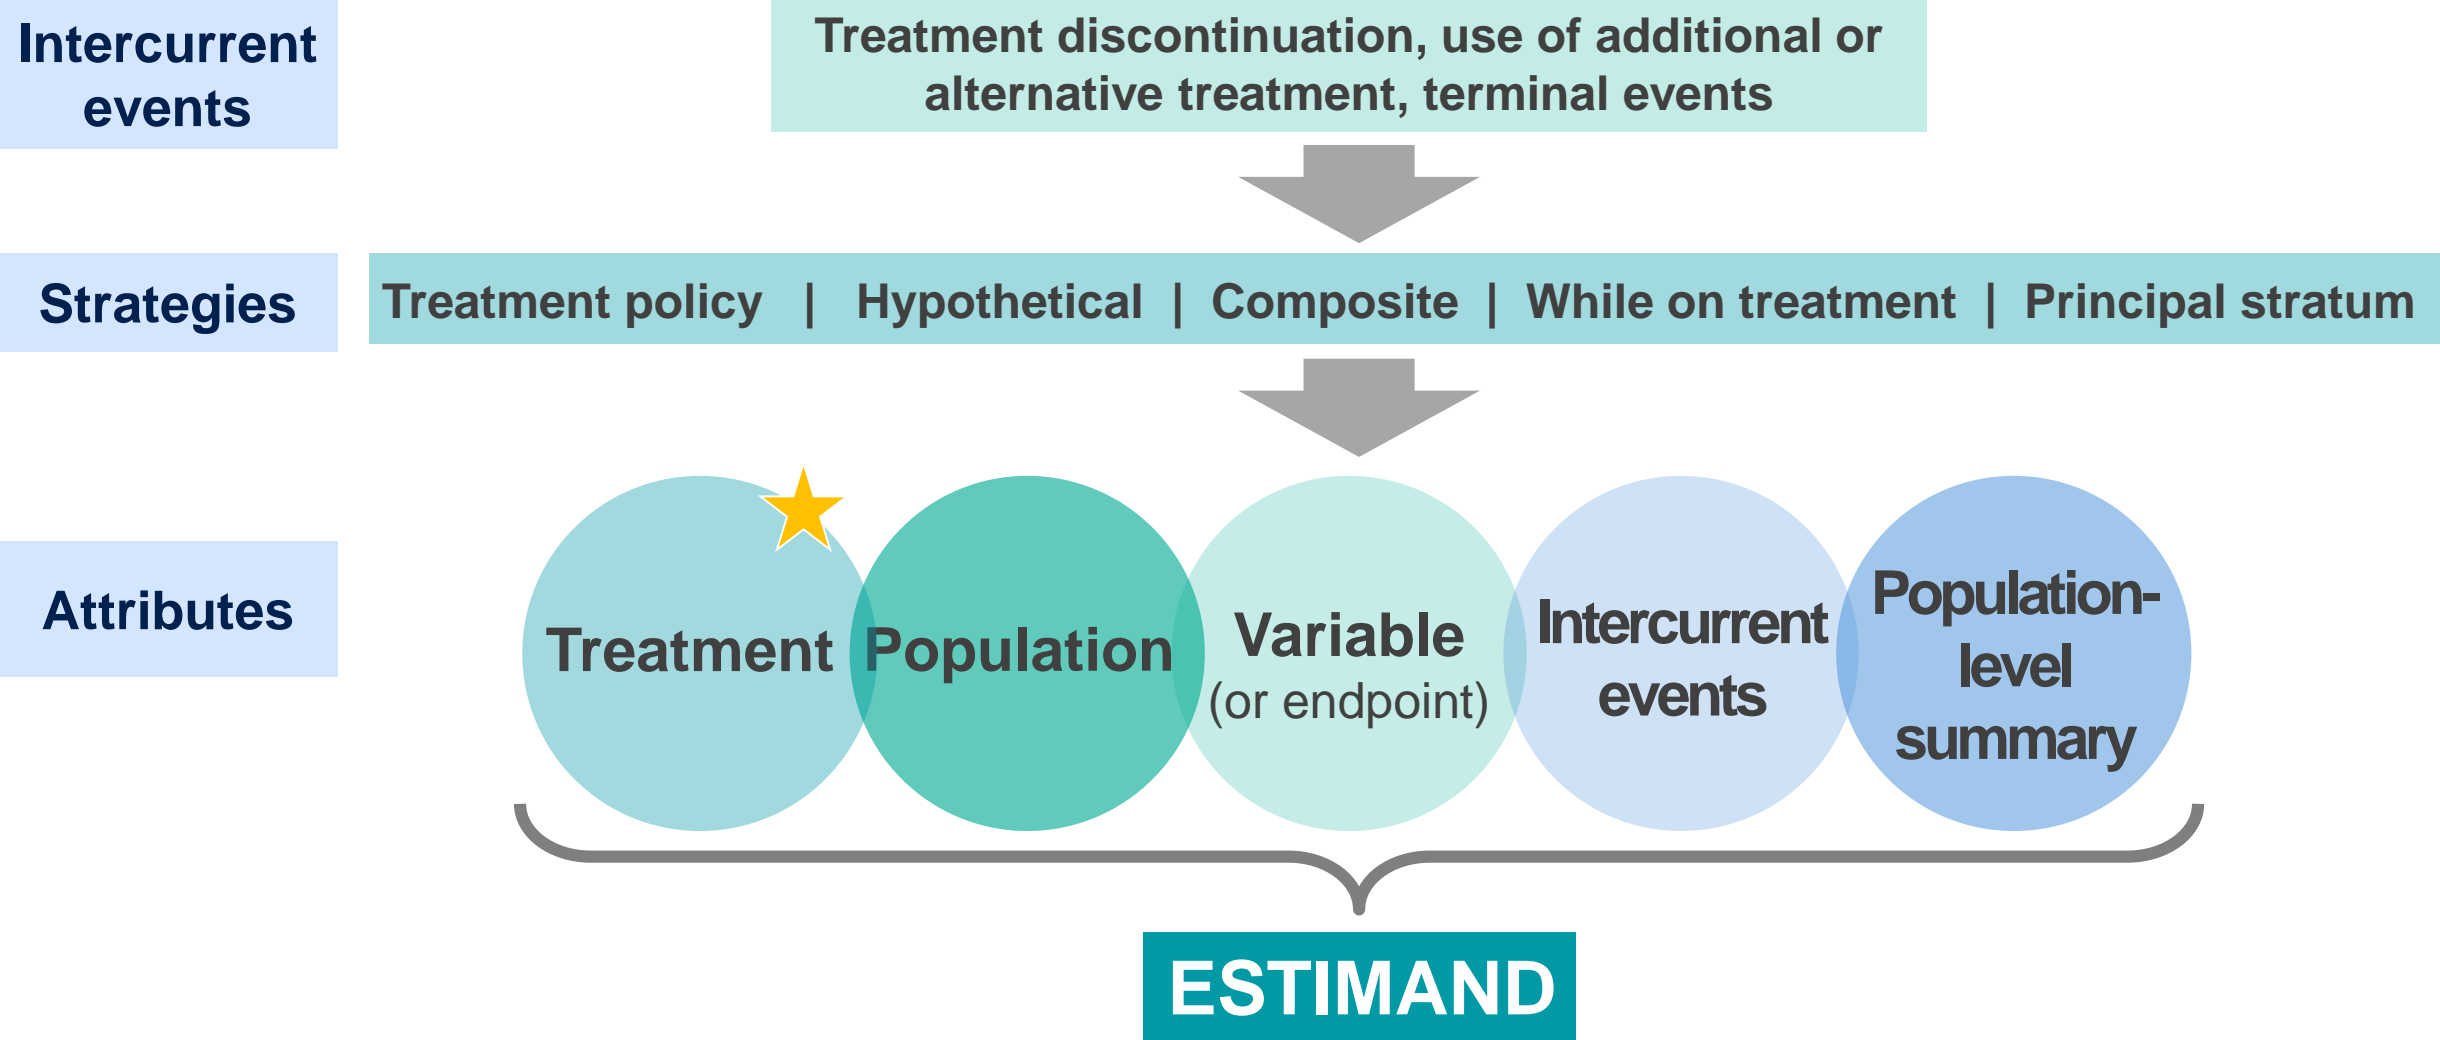 Intercurrent
events
Treatment discontinuation, use of additional or
alternative treatment, terminal events
Strategies
Treatment policy | Hypothetical | Composite | While on treatment | Principal stratum
Attributes
Treatment
Population
Variable
(or endpoint)
Intercurrent
events
Population-
level
summary
ESTIMAND